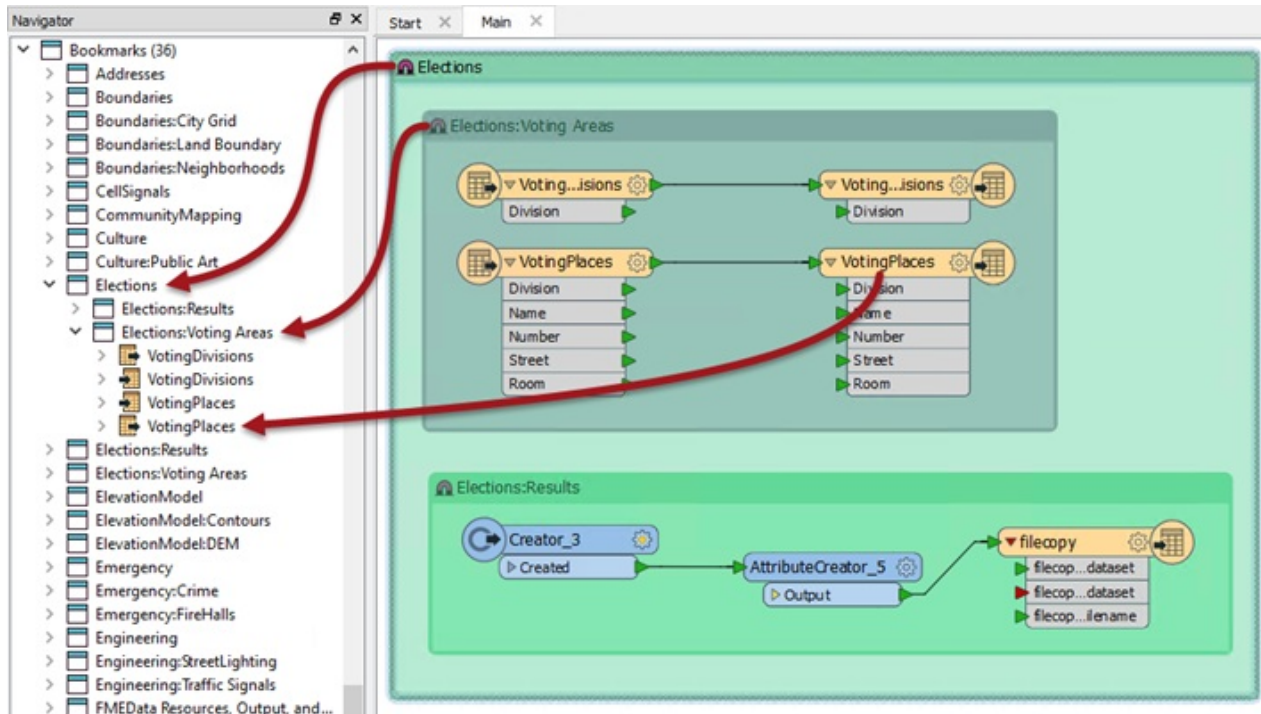 Navigator
Start
Main
Bookmarks (36)
Addresses
Boundaries
Boundaries:City Grid
Boundaries:Land Boundary
Boundaries:Neighborhoods
CellSignals
CommunityMapping
Culture
Culture:Public Art
Elections
Elections:Results
Elections:Voting Areas
VotingDivisions
VotingDivisions
VotingPlaces
VotingPlaces
Elections:Results
Elections:Voting Areas
ElevationModel
ElevationModel:Contours
ElevationModel:DEM
Emergency
Emergency:Crime
Emergency:FireHalls
Engineering
Engineering:StreetLighting
Engineering:Traffic Signals
FMEData Resources, Output, and...
Elections
Elections:Voting Areas
Voting...isions
Division
Voting...isions
Division
VotingPlaces
Division
Name
Number
Street
Room
VotingPlaces
Division
Name
Number
Street
Room
Elections:Results
Creator_3
Created
AttributeCreator_5
Output
filecopy
filecop...dataset
filecop...dataset
filecop...ilename